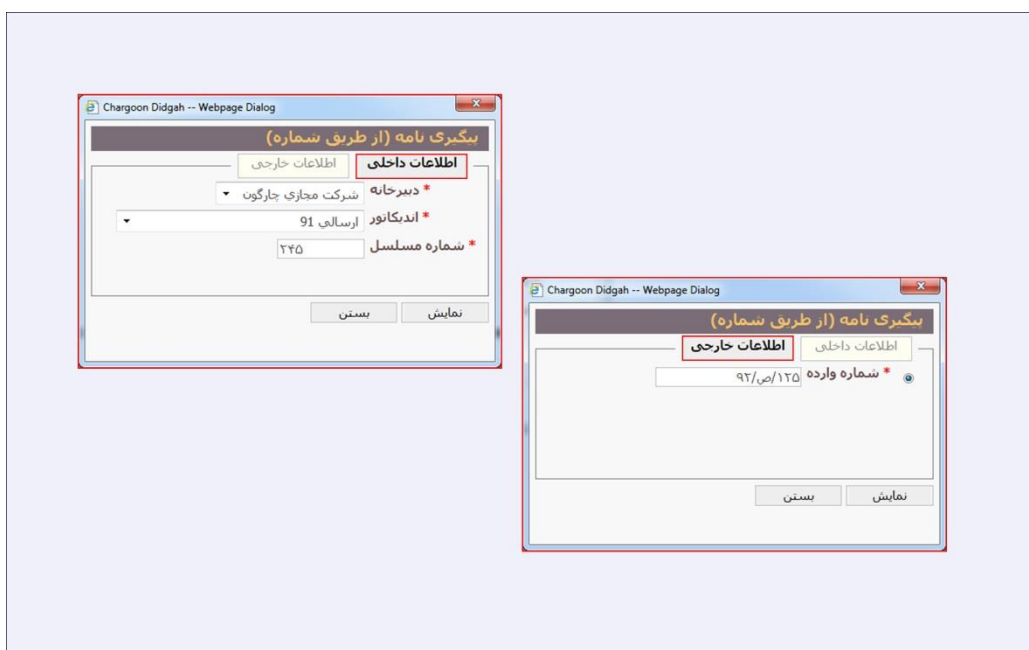 Chargoon Didgah -- Webpage Dialog
پیگیری نامه (از طریق شماره)
اطلاعات داخلی اطلاعات خارجی
* دبیرخانه شرکت مجازي چارگون
* اندیکاتور ارسالي 91
* شماره مسلسل ۲۴۵
نمایش بستن
Chargoon Didgah -- Webpage Dialog
پیگیری نامه (از طریق شماره)
اطلاعات داخلی اطلاعات خارجی
* شماره وارده ۱۲۵/ص/۹۲
نمایش بستن